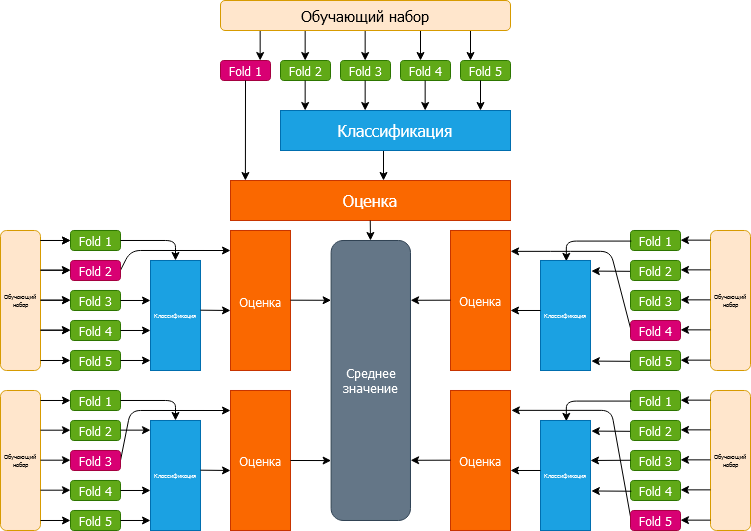 Обучающий набор
Fold 1
Fold 2
Fold 3
Fold 4
Fold 5
Классификация
Оценка
Обучающий
набор
Fold 1
Fold 2
Fold 3
Fold 4
Fold 5
Классификация
Оценка
Среднее
значение
Оценка
Классификация
Fold 1
Fold 2
Fold 3
Fold 4
Fold 5
Обучающий
набор
Обучающий
набор
Fold 1
Fold 2
Fold 3
Fold 4
Fold 5
Классификация
Оценка
Оценка
Классификация
Fold 1
Fold 2
Fold 3
Fold 4
Fold 5
Обучающий
набор